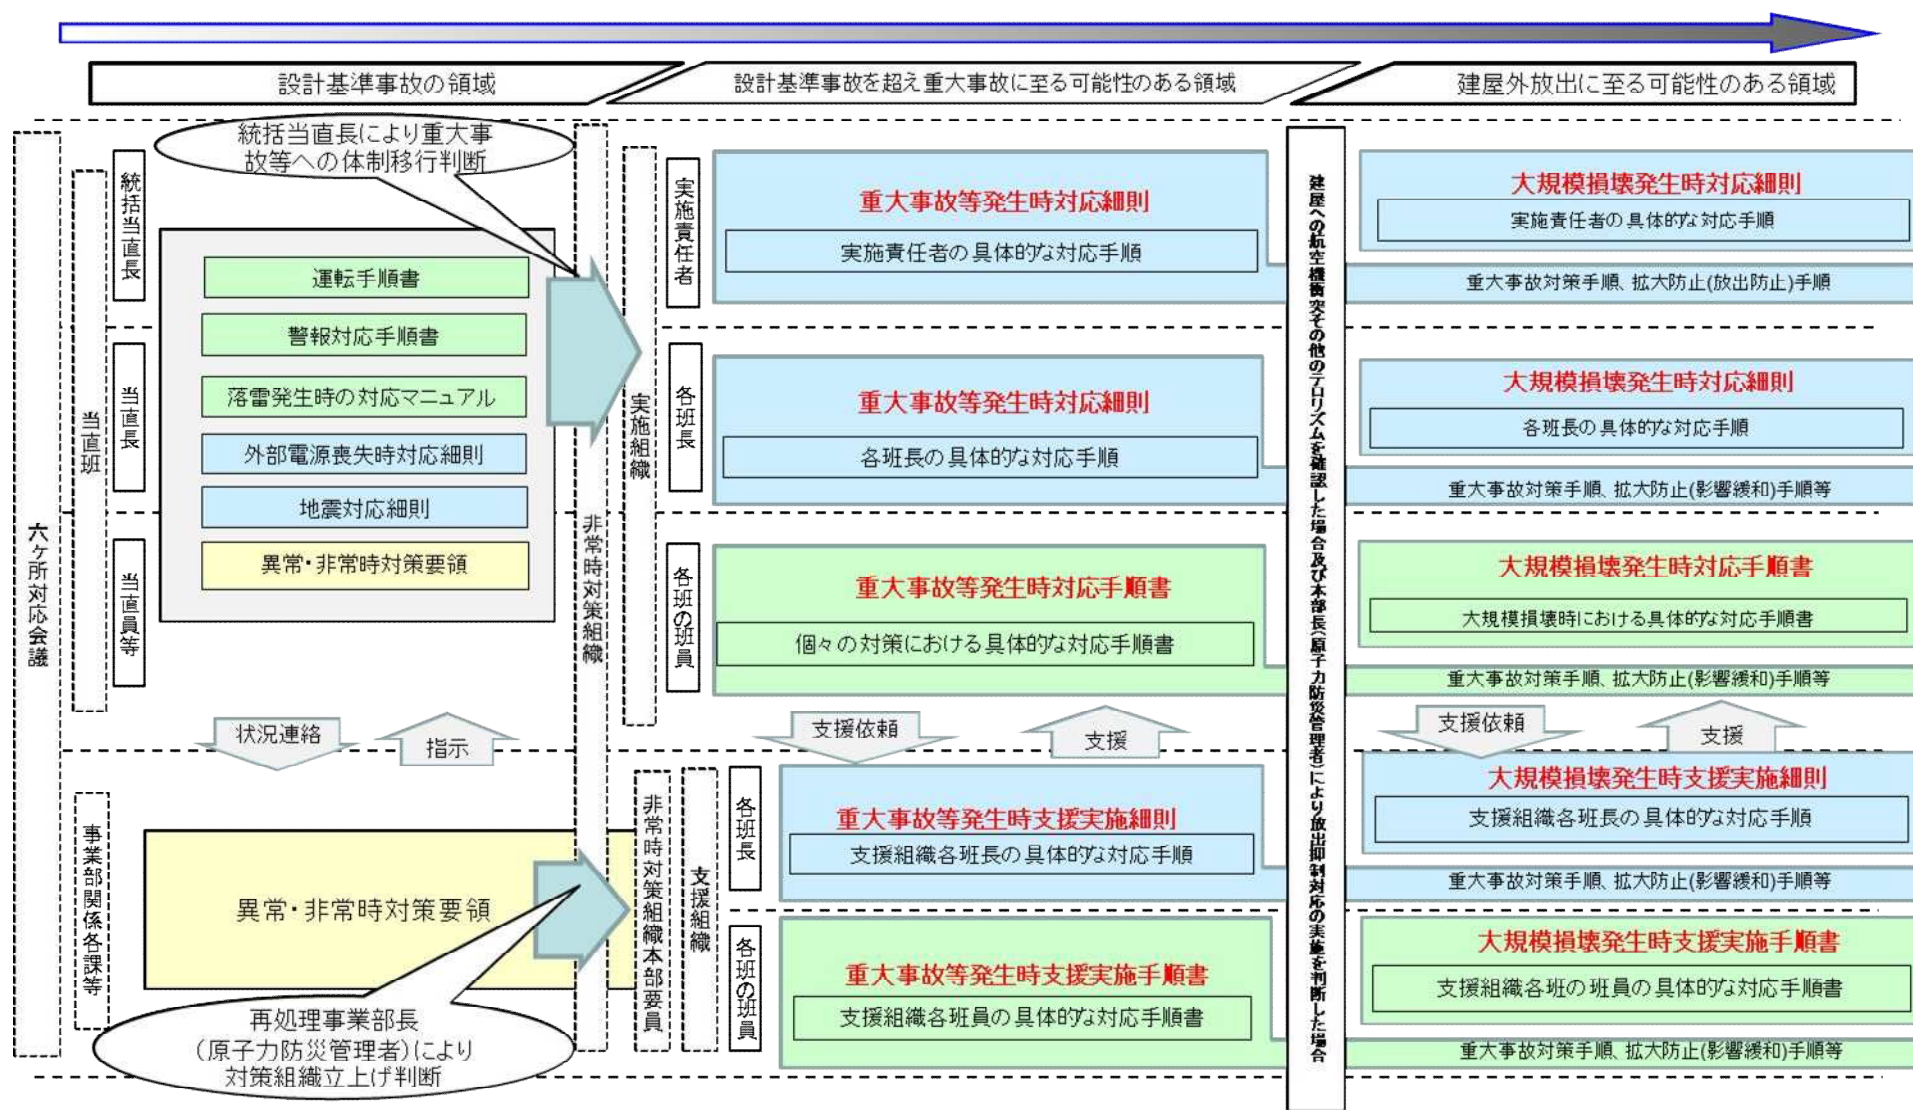 設計基準事故の領域
設計基準事故を超え重大事故に至る可能性のある領域
建屋外放出に至る可能性のある領域
六ヶ所対応会議
当直班
統括当直長
当直長
当直員等
統括当直長により重大事
故等への体制移行判断
運転手順書
警報対応手順書
落雷発生時の対応マニュアル
外部電源喪失時対応細則
地震対応細則
異常・非常時対策要領
状況連絡
指示
事業部関係各課等
異常・非常時対策要領
再処理事業部長
(原子力防災管理者)により
対策組織立上げ判断
非常時対策組織
実施組織
実施責任者
重大事故等発生時対応細則
実施責任者の具体的な対応手順
各班長
重大事故等発生時対応細則
各班長の具体的な対応手順
各班の班員
重大事故等発生時対応手順書
個々の対策における具体的な対応手順書
支援依頼
支援
非常時対策組織本部要員
支援組織
各班長
重大事故等発生時支援実施細則
支援組織各班長の具体的な対応手順
各班の班員
重大事故等発生時支援実施手順書
支援組織各班員の具体的な対応手順書
建屋への航空機衝突その他のテロリズムを確認した場合及び本部長(原子力防災管理者)により放出抑制対応の実施を判断した場合
大規模損壊発生時対応細則
実施責任者の具体的な対応手順
重大事故対策手順、拡大防止(放出防止)手順
大規模損壊発生時対応細則
各班長の具体的な対応手順
重大事故対策手順、拡大防止(影響緩和)手順等
大規模損壊発生時対応手順書
大規模損壊時における具体的な対応手順書
重大事故対策手順、拡大防止(影響緩和)手順等
支援依頼
支援
大規模損壊発生時支援実施細則
支援組織各班長の具体的な対応手順
重大事故対策手順、拡大防止(影響緩和)手順等
大規模損壊発生時支援実施手順書
支援組織各班の班員の具体的な対応手順書
重大事故対策手順、拡大防止(影響緩和)手順等